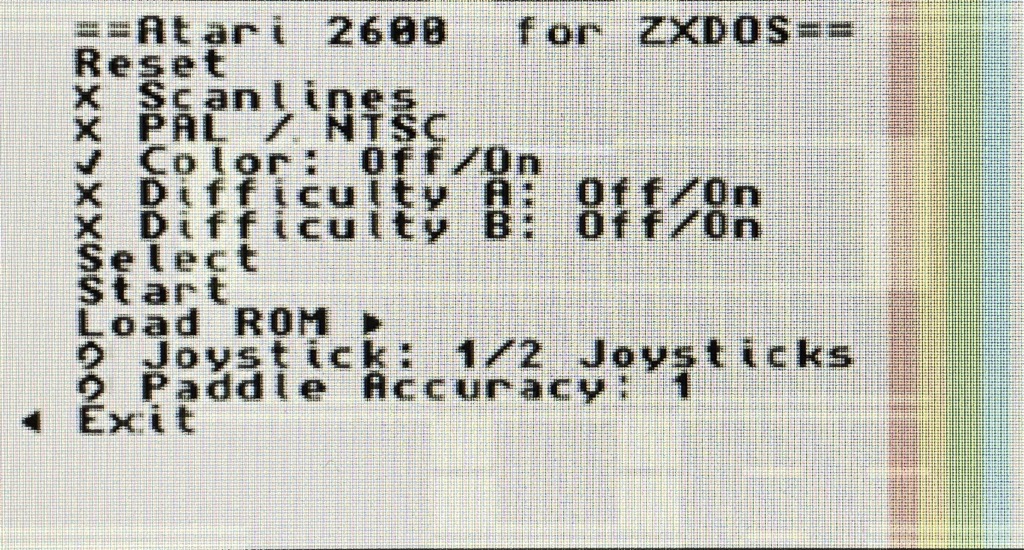 ==Atari 2600 for ZXDOS==
Reset
x Scanlines
x PAL / NTSC
✓ Color: Off/On
x Difficulty A: Off/On
x Difficulty B: Off/On
Select
Start
Load ROM ▶
Joystick: 1/2 Joysticks
Paddle Accuracy: 1
◀ Exit